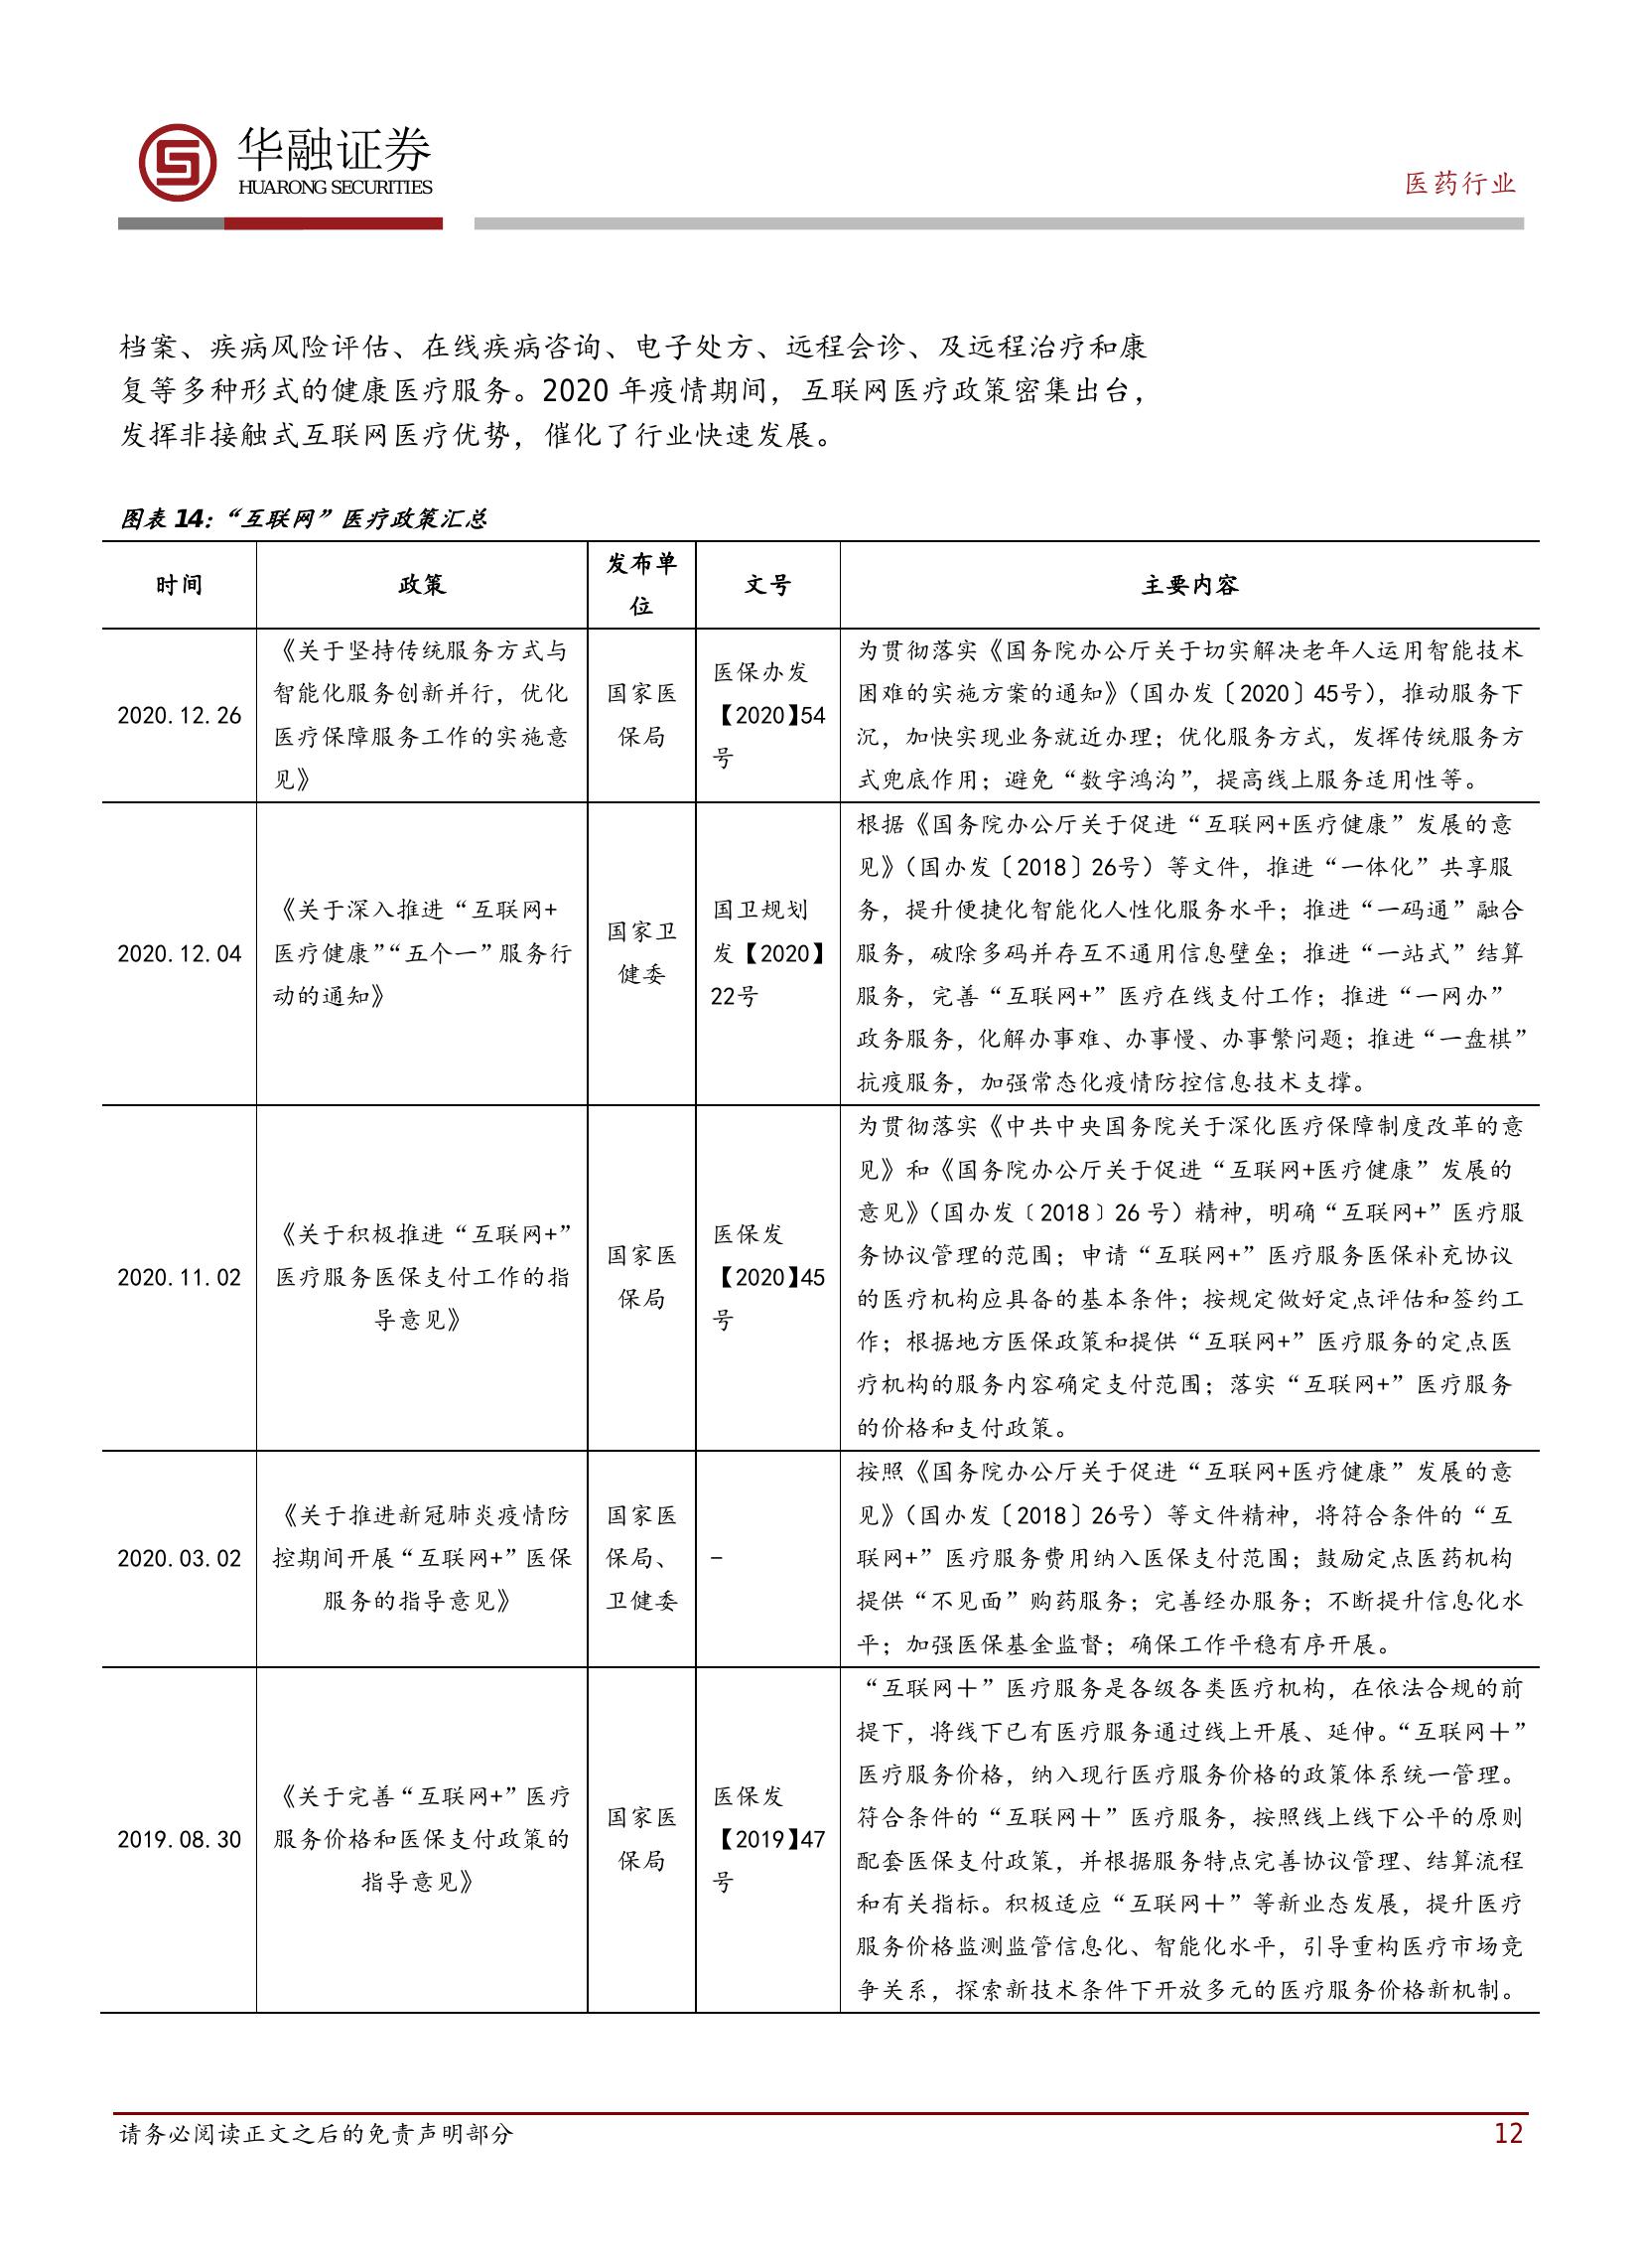 华融证券
HUARONG SECURITIES
医药行业
档案、疾病风险评估、在线疾病咨询、电子处方、远程会诊、及远程治疗和康
复等多种形式的健康医疗服务。2020 年疫情期间，互联网医疗政策密集出台，
发挥非接触式互联网医疗优势，催化了行业快速发展。
图表 14：“互联网”医疗政策汇总
时间
政策
发布单
位
文号
主要内容
2020.12.26
《关于坚持传统服务方式与
智能化服务创新并行，优化
医疗保障服务工作的实施意
见》
国家医
保局
医保办发
【2020】54
号
为贯彻落实《国务院办公厅关于切实解决老年人运用智能技术
困难的实施方案的通知》（国办发〔2020〕45号），推动服务下
沉，加快实现业务就近办理；优化服务方式，发挥传统服务方
式兜底作用；避免“数字鸿沟”，提高线上服务适用性等。
2020.12.04
《关于深入推进“互联网+
医疗健康”“五个一”服务行
动的通知》
国家卫
健委
国卫规划
发【2020】
22号
根据《国务院办公厅关于促进“互联网+医疗健康”发展的意
见》（国办发〔2018〕26号）等文件，推进“一体化”共享服
务，提升便捷化智能化人性化服务水平；推进“一码通”融合
服务，破除多码并存互不通用信息壁垒；推进“一站式”结算
服务，完善“互联网+”医疗在线支付工作；推进“一网办”
政务服务，化解办事难、办事慢、办事繁问题；推进“一盘棋”
抗疫服务，加强常态化疫情防控信息技术支撑。
2020.11.02
《关于积极推进“互联网+”
医疗服务医保支付工作的指
导意见》
国家医
保局
医保发
【2020】45
号
为贯彻落实《中共中央国务院关于深化医疗保障制度改革的意
见》和《国务院办公厅关于促进“互联网+医疗健康”发展的
意见》（国办发﹝2018﹞26 号）精神，明确“互联网+”医疗服
务协议管理的范围；申请“互联网+”医疗服务医保补充协议
的医疗机构应具备的基本条件；按规定做好定点评估和签约工
作；根据地方医保政策和提供“互联网+”医疗服务的定点医
疗机构的服务内容确定支付范围；落实“互联网+”医疗服务
的价格和支付政策。
2020.03.02
《关于推进新冠肺炎疫情防
控期间开展“互联网+”医保
服务的指导意见》
国家医
保局、
卫健委
–
按照《国务院办公厅关于促进“互联网+医疗健康”发展的意
见》（国办发〔2018〕26号）等文件精神，将符合条件的“互
联网+”医疗服务费用纳入医保支付范围；鼓励定点医药机构
提供“不见面”购药服务；完善经办服务；不断提升信息化水
平；加强医保基金监督；确保工作平稳有序开展。
2019.08.30
《关于完善“互联网+”医疗
服务价格和医保支付政策的
指导意见》
国家医
保局
医保发
【2019】47
号
“互联网＋”医疗服务是各级各类医疗机构，在依法合规的前
提下，将线下已有医疗服务通过线上开展、延伸。“互联网＋”
医疗服务价格，纳入现行医疗服务价格的政策体系统一管理。
符合条件的“互联网＋”医疗服务，按照线上线下公平的原则
配套医保支付政策，并根据服务特点完善协议管理、结算流程
和有关指标。积极适应“互联网＋”等新业态发展，提升医疗
服务价格监测监管信息化、智能化水平，引导重构医疗市场竞
争关系，探索新技术条件下开放多元的医疗服务价格新机制。
请务必阅读正文之后的免责声明部分
12